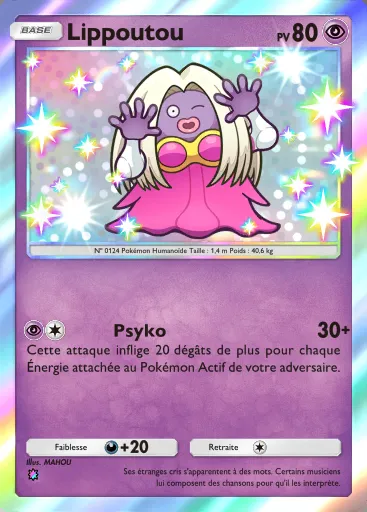 BASE
Lippoutou
PV 80
N° 0124 Pokémon Humanoïde Taille : 1,4 m Poids : 40,6 kg
Psyko 30+
Cette attaque inflige 20 dégâts de plus pour chaque
Énergie attachée au Pokémon Actif de votre adversaire.
Faiblesse +20 Retraite
Illus. MAHOU
Ses étranges cris s'apparentent à des mots. Certains musiciens
lui composent des chansons pour qu'il les interprète.